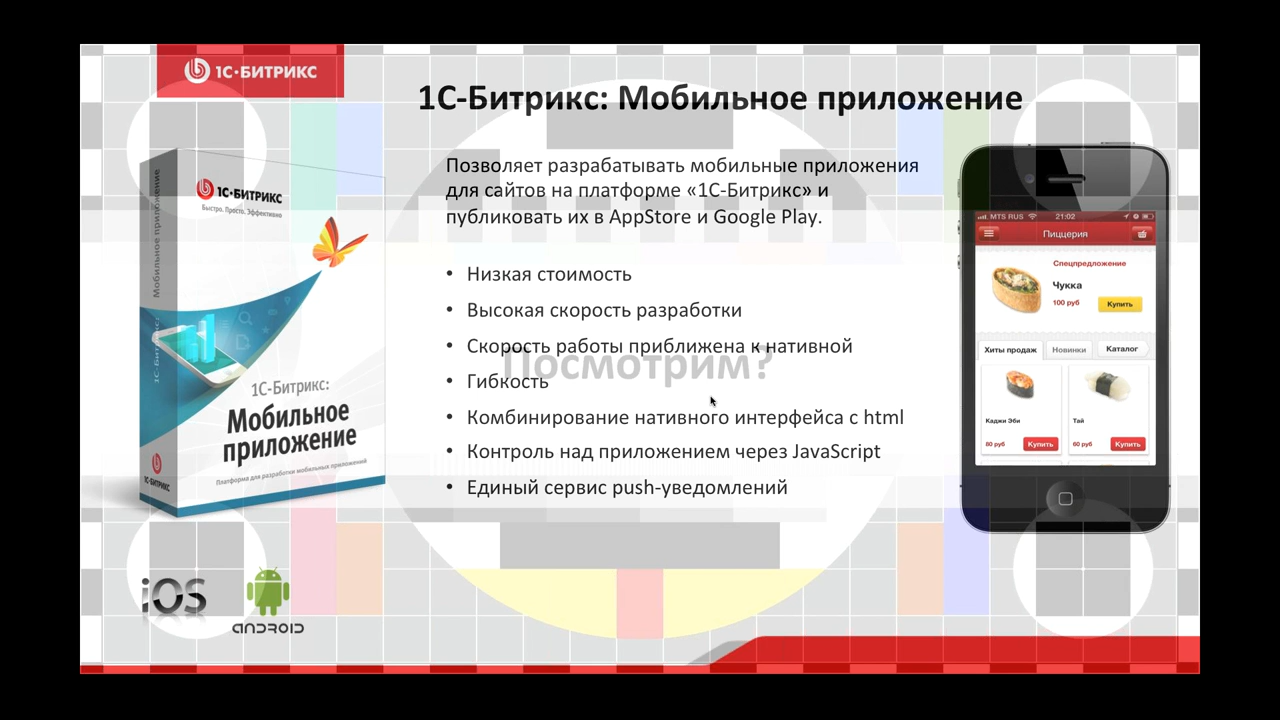 1С·БИТРИКС
1С-Битрикс: Мобильное приложение
Позволяет разрабатывать мобильные приложения
для сайтов на платформе «1С-Битрикс» и
публиковать их в AppStore и Google Play.
• Низкая стоимость
• Высокая скорость разработки
• Скорость работы приближена к нативной
• Гибкость
• Комбинирование нативного интерфейса с html
• Контроль над приложением через JavaScript
• Единый сервис push-уведомлений
Посмотрим?
1С·БИТРИКС
Быстро. Просто. Эффективно
1С-Битрикс: Мобильное приложение
1С-Битрикс:
Мобильное
приложение
Платформа для разработки мобильных приложений
1С·БИТРИКС
iOS
ANDROID
MTS RUS 21:02
Пиццерия
Спецпредложение
Чукка
100 руб Купить
Хиты продаж Новинки Каталог
Каджи Эби Тай
80 руб Купить 60 руб Купить